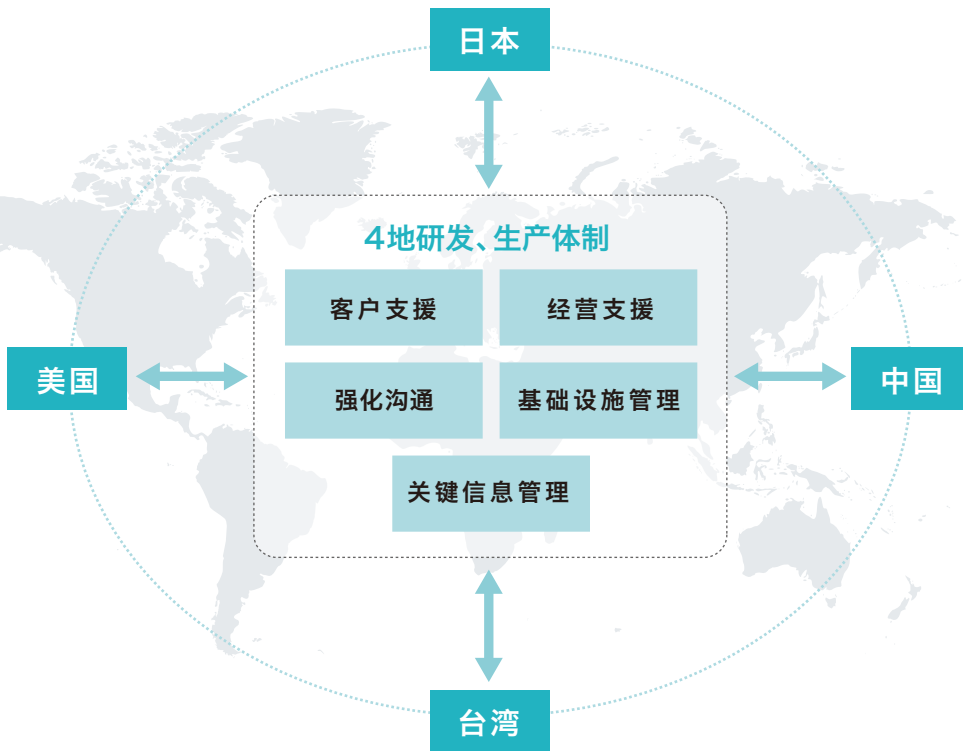 日本
4地研发、生产体制
客户支援
经营支援
美国
强化沟通
基础设施管理
中国
关键信息管理
台湾